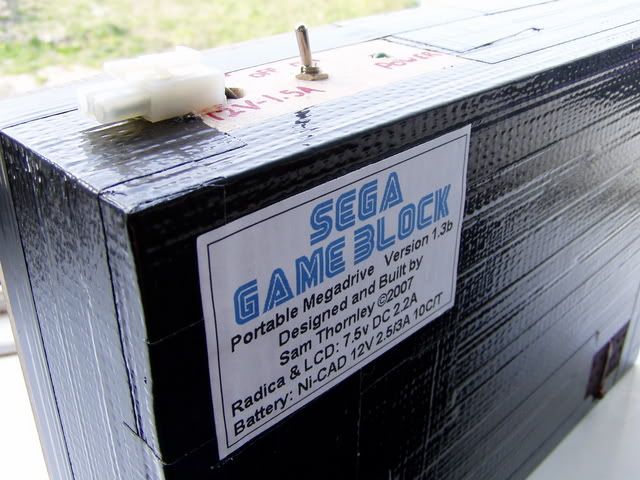 OFF
POWER
12V-1.5A
SEGA
GAME BLOCK
Portable Megadrive Version 1.3b
Designed and Built by
Sam Thornley ©2007
Radica & LCD: 7.5v DC 2.2A
Battery: Ni-CAD 12V 2.5/3A 10C/T